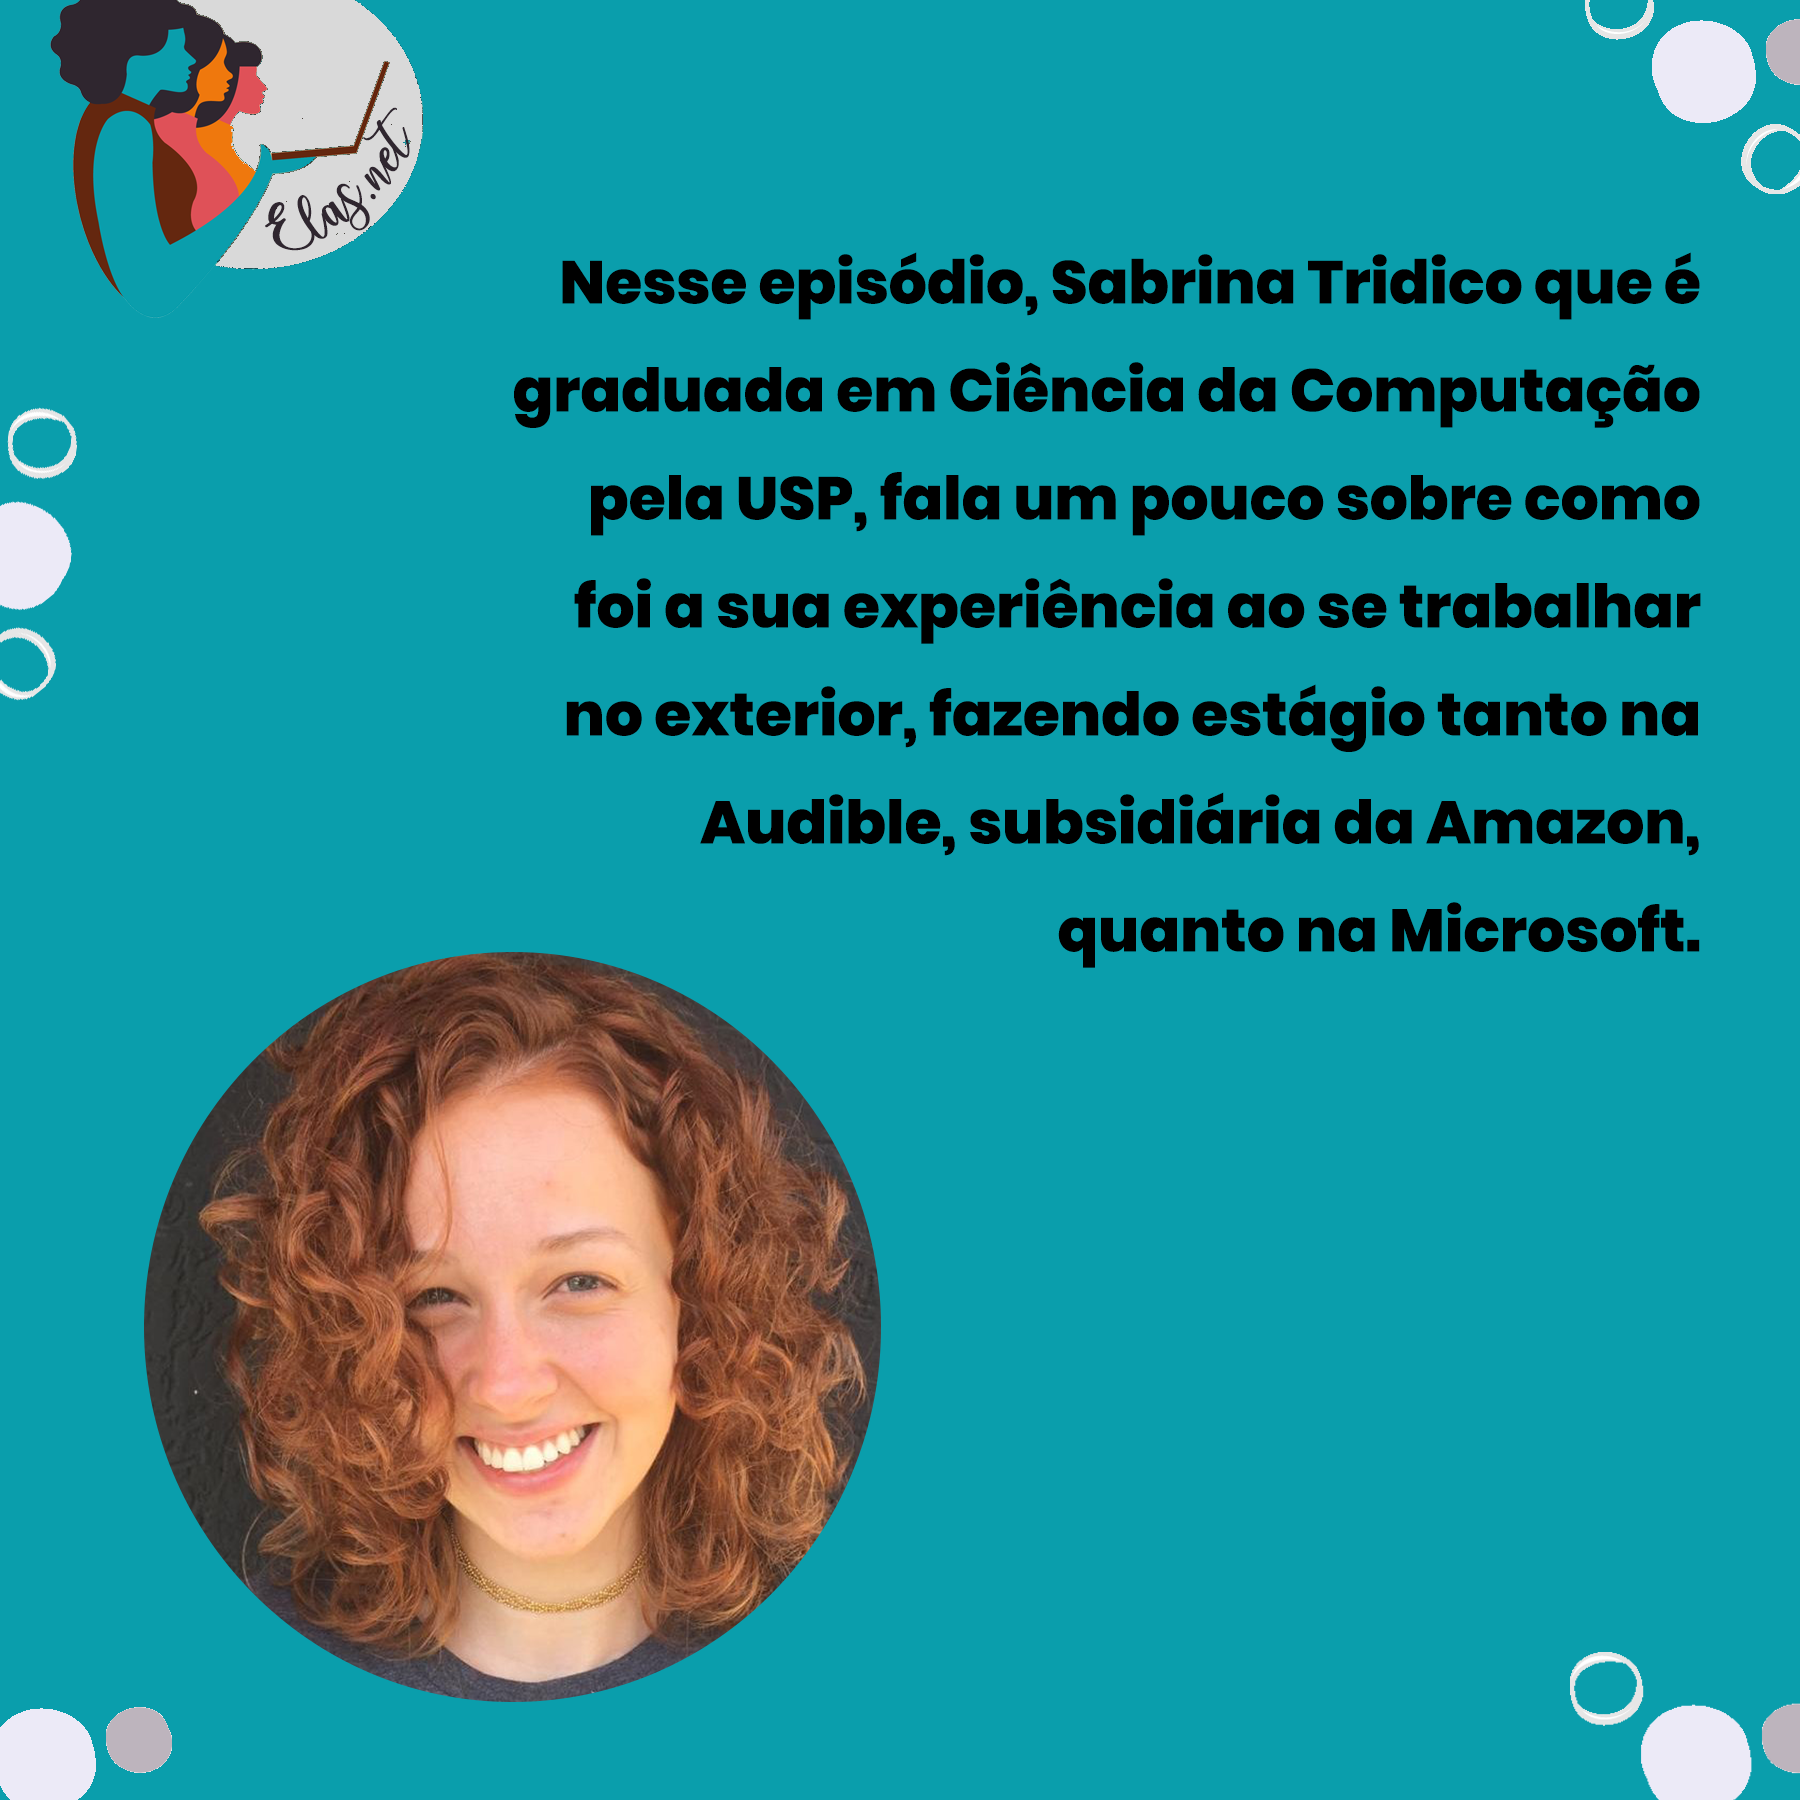 Elas.net
Nesse episódio, Sabrina Tridico que é
graduada em Ciência da Computação
pela USP, fala um pouco sobre como
foi a sua experiência ao se trabalhar
no exterior, fazendo estágio tanto na
Audible, subsidiária da Amazon,
quanto na Microsoft.